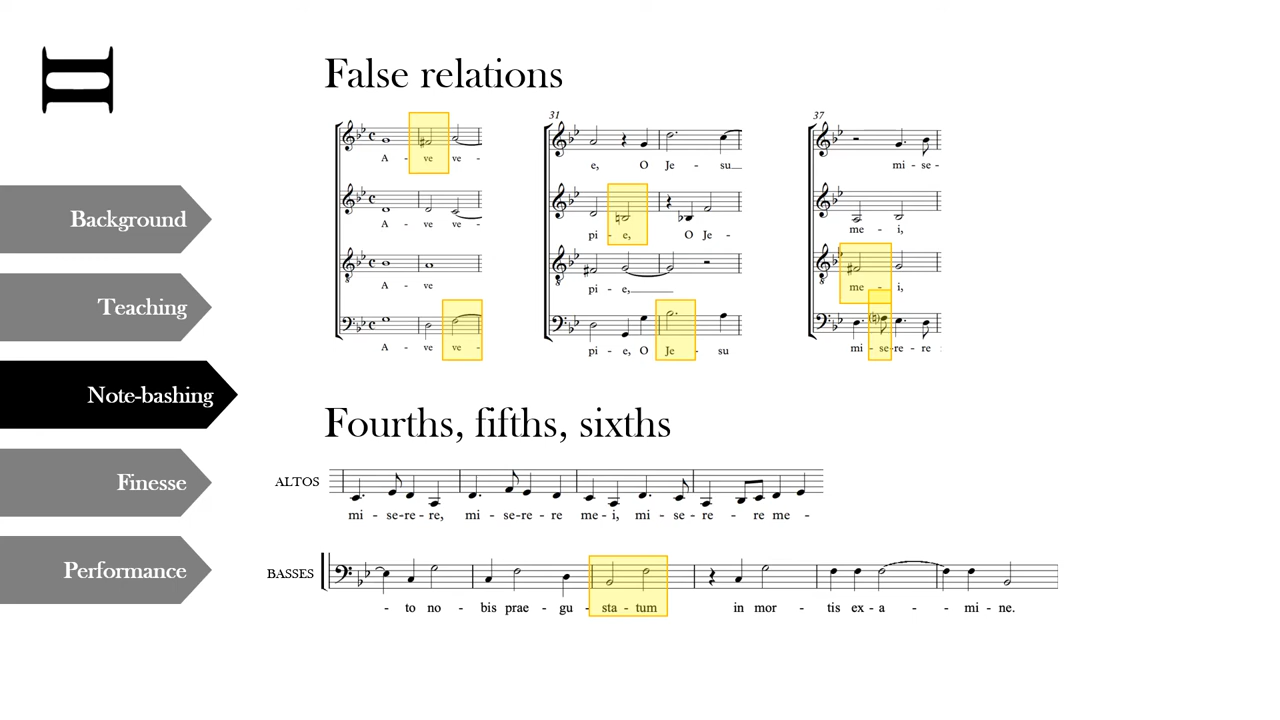 II
Background
Teaching
Note-bashing
Finesse
Performance
False relations
A - ve ve -
A - ve ve -
A - ve
A - ve ve -
31
e, O Je - su
pi - e, O Je -
pi - e,
pi - e, O Je - su
37
mi - se -
me - i,
me - i,
mi - se - re - re
Fourths, fifths, sixths
ALTOS
mi - se-re - re, mi - se-re - re me - i, mi - se - re - re me -
BASSES
- to no - bis prae - gu - sta - tum in mor - tis ex - a - mi - ne.